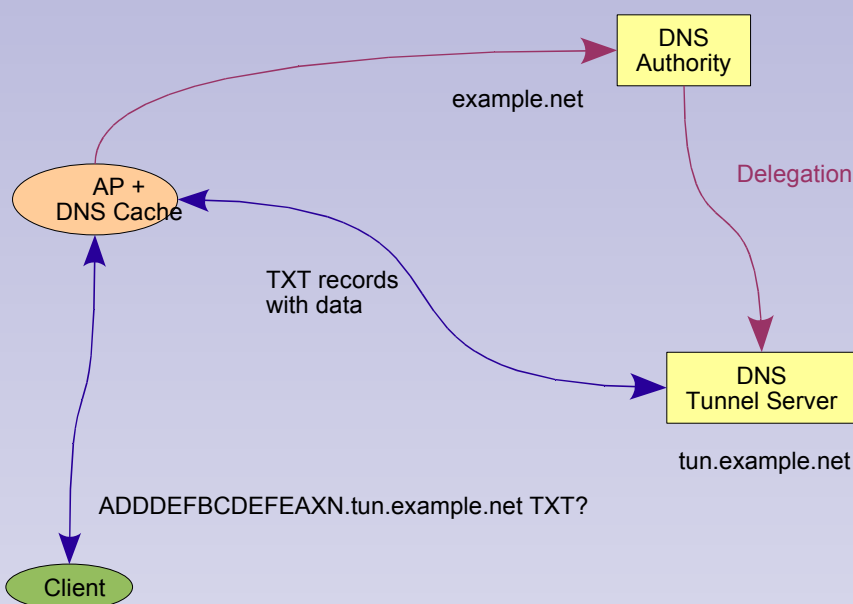 DNS
Authority
example.net
Delegation
AP +
DNS Cache
TXT records
with data
DNS
Tunnel Server
tun.example.net
ADDDEFBCDEFEAXN.tun.example.net TXT?
Client